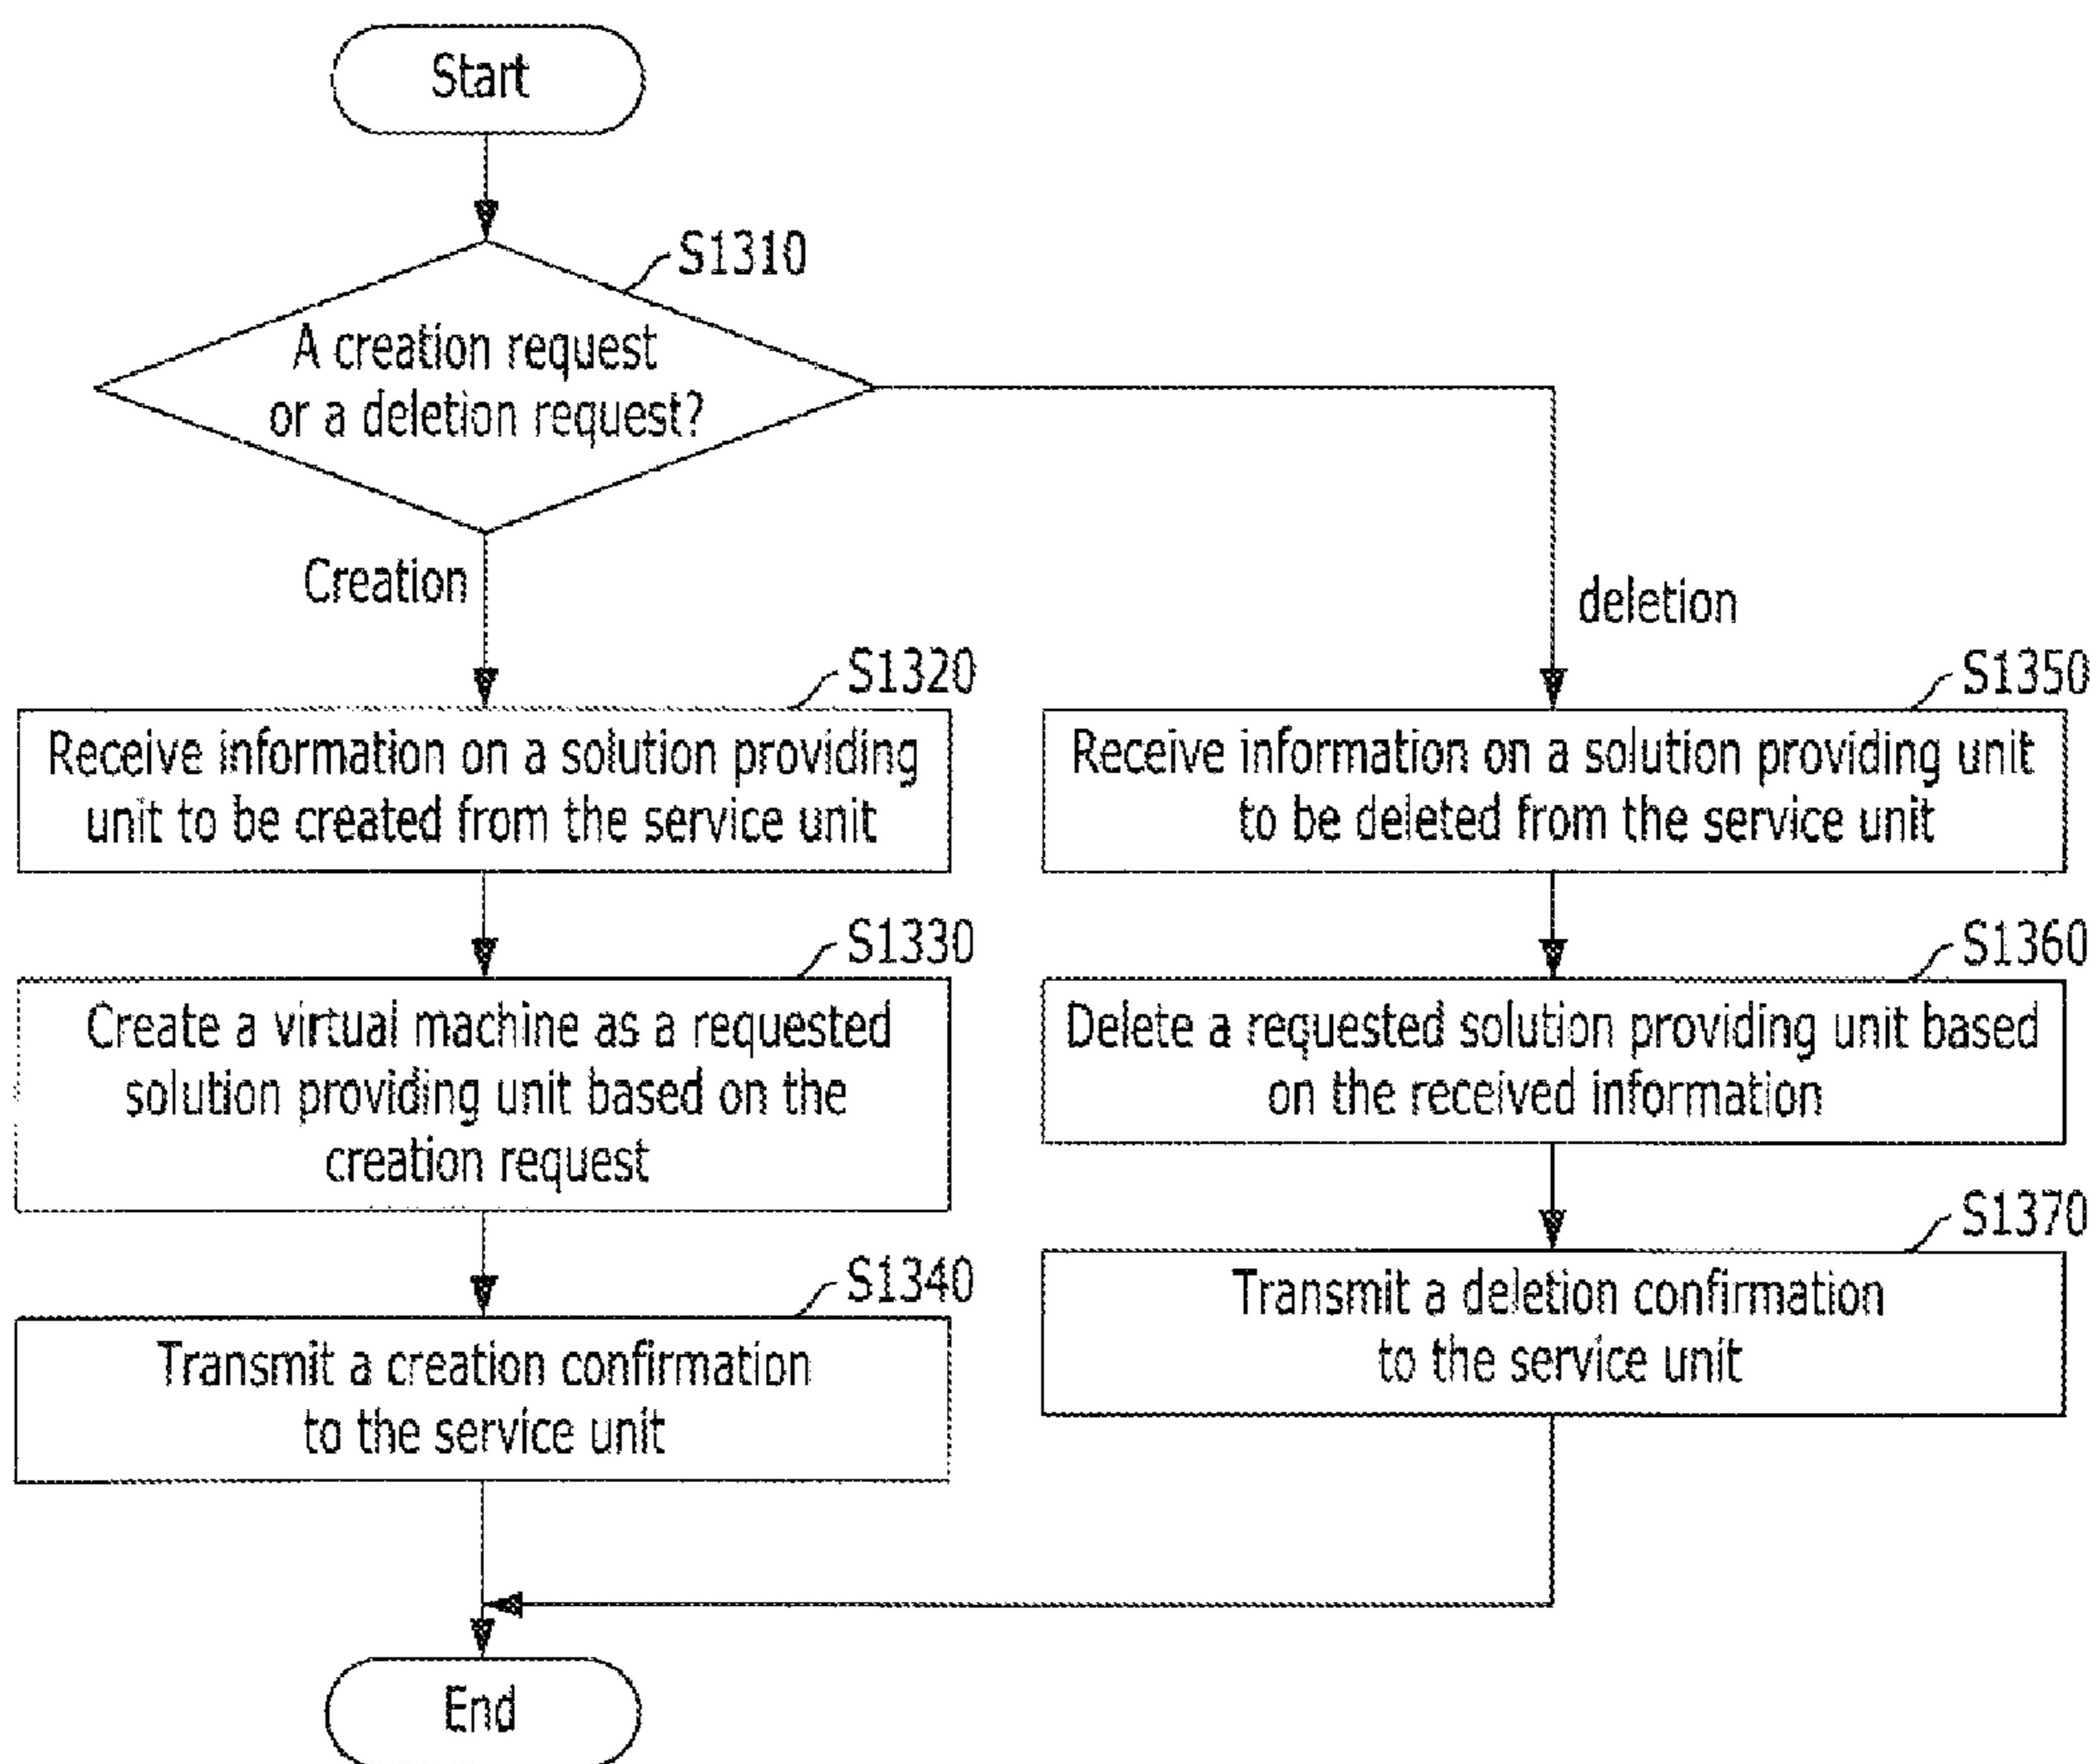 Start
S1310
A creation request
or a deletion request?
Creation
deletion
S1320
Receive information on a solution providing
unit to be created from the service unit
S1350
Receive information on a solution providing unit
to be deleted from the service unit
S1330
Create a virtual machine as a requested
solution providing unit based on the
creation request
S1360
Delete a requested solution providing unit based
on the received information
S1340
Transmit a creation confirmation
to the service unit
S1370
Transmit a deletion confirmation
to the service unit
End